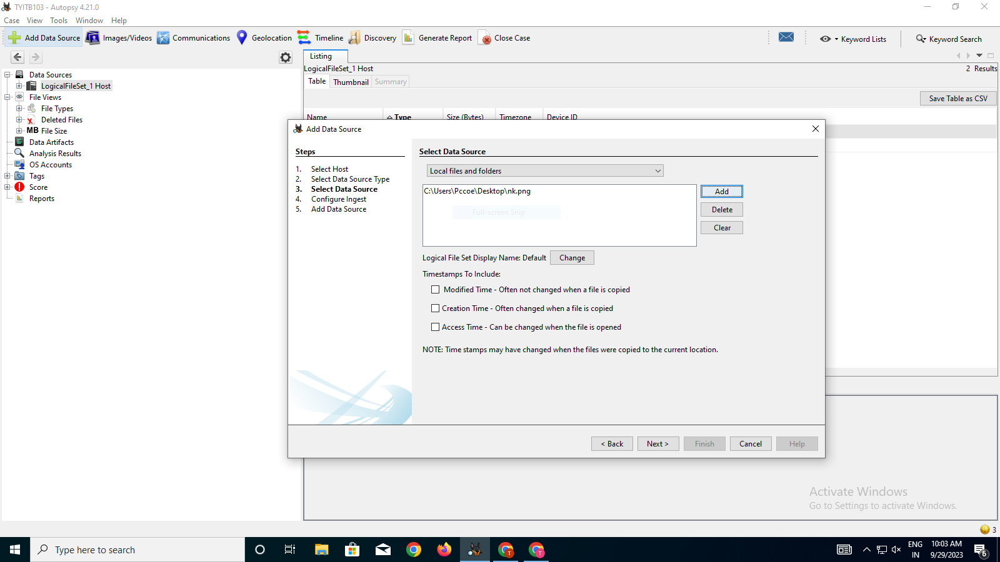 TYITB103 - Autopsy 4.21.0
Case View Tools Window Help
Add Data Source Images/Videos Communications Geolocation Timeline Discovery Generate Report Close Case Keyword Lists Keyword Search
Listing
LogicalFileSet_1 Host 2 Results
Table Thumbnail Summary
Save Table as CSV
Name Type Size (Bytes) Timezone Device ID
Data Sources
LogicalFileSet_1 Host
File Views
File Types
Deleted Files
MB File Size
Data Artifacts
Analysis Results
OS Accounts
Tags
Score
Reports
Add Data Source
Steps
1. Select Host
2. Select Data Source Type
3. Select Data Source
4. Configure Ingest
5. Add Data Source
Select Data Source
Local files and folders
C:\Users\Pccoe\Desktop\nk.png
Full-screen Snip
Add
Delete
Clear
Logical File Set Display Name: Default Change
Timestamps To Include:
Modified Time - Often not changed when a file is copied
Creation Time - Often changed when a file is copied
Access Time - Can be changed when the file is opened
NOTE: Time stamps may have changed when the files were copied to the current location.
< Back Next > Finish Cancel Help
Activate Windows
Go to Settings to activate Windows.
3
Type here to search
T
T
ENG
IN
10:03 AM
9/29/2023
6